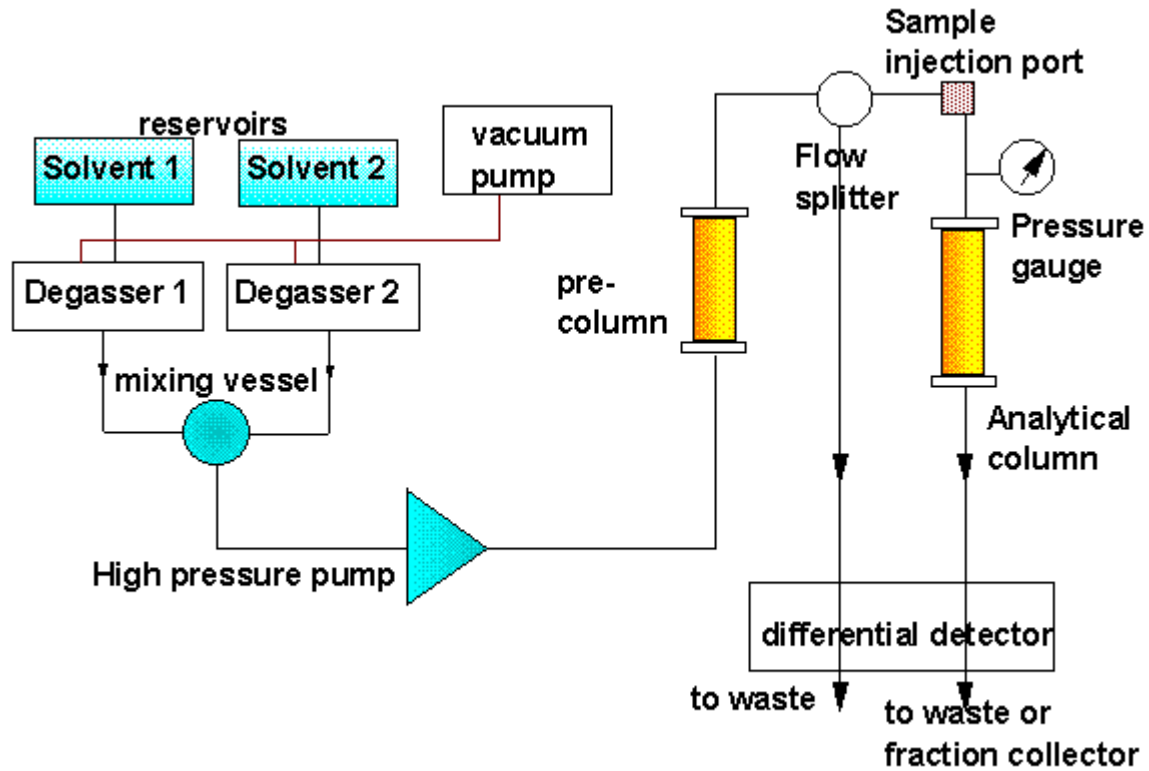 Sample
injection port
reservoirs
vacuum
pump
Solvent 1
Solvent 2
Flow
splitter
Pressure
gauge
Degasser 1
Degasser 2
pre-
column
mixing vessel
Analytical
column
High pressure pump
differential detector
to waste
to waste or
fraction collector